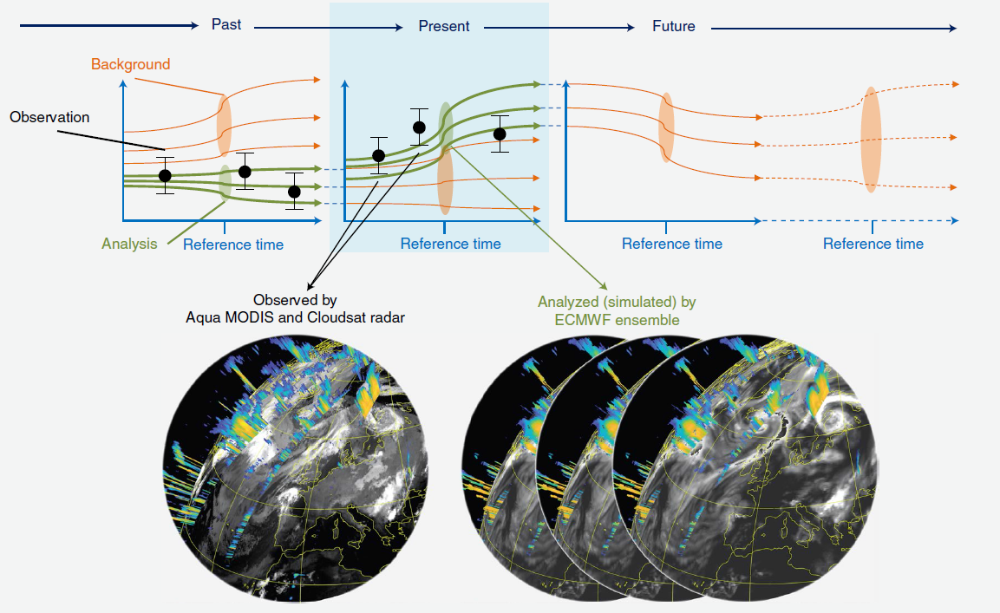 Past
Present
Future
Background
Observation
Analysis
Reference time
Reference time
Reference time
Reference time
Observed by
Aqua MODIS and Cloudsat radar
Analyzed (simulated) by
ECMWF ensemble